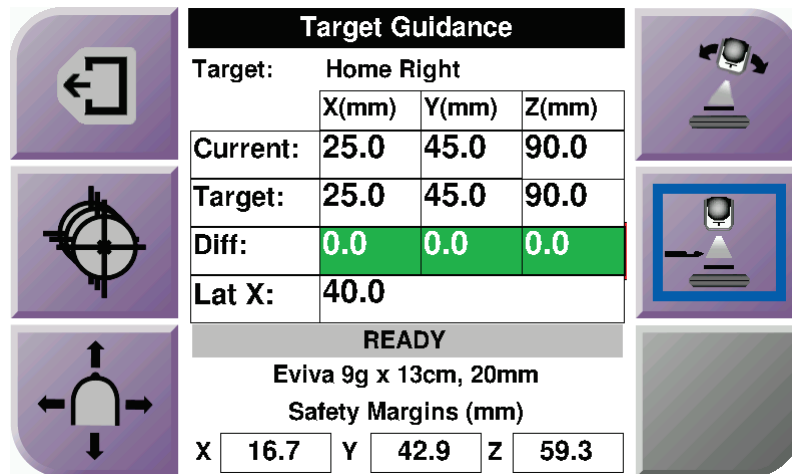 Target Guidance
Target: Home Right
X(mm) Y(mm) Z(mm)
Current: 25.0 45.0 90.0
Target: 25.0 45.0 90.0
Diff: 0.0 0.0 0.0
Lat X: 40.0
READY
Eviva 9g x 13cm, 20mm
Safety Margins (mm)
X 16.7 Y 42.9 Z 59.3